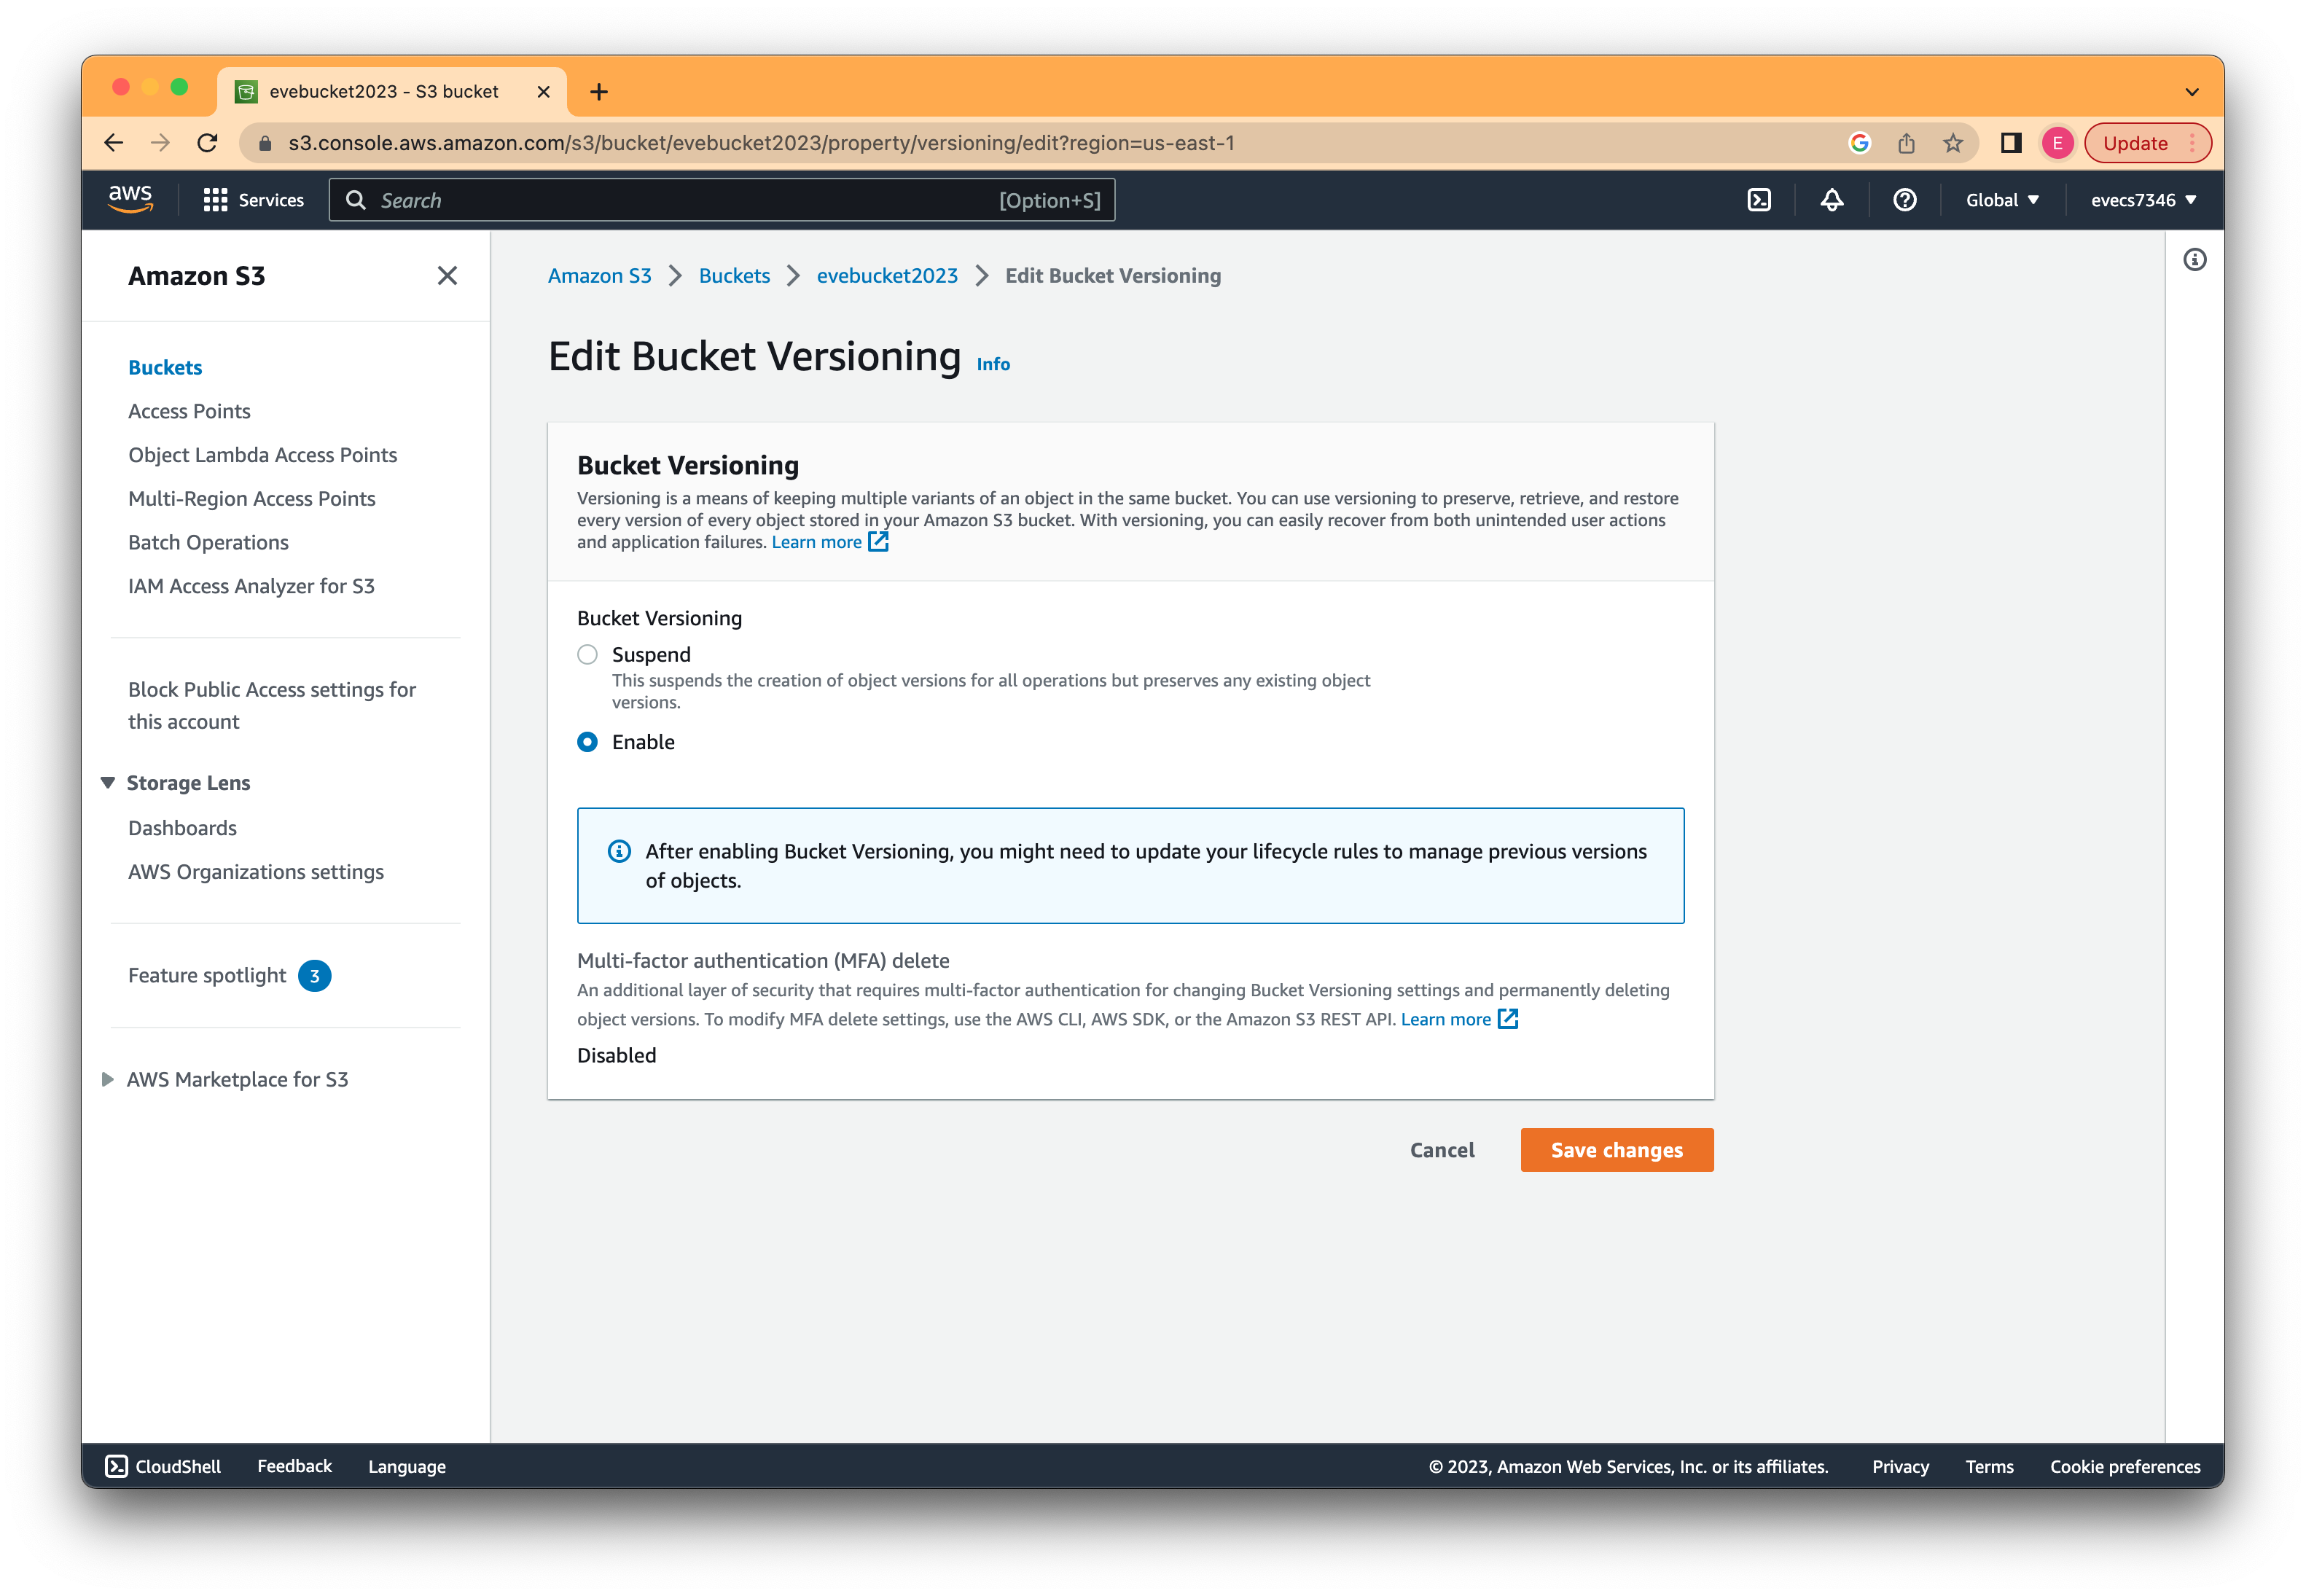 evebucket2023 - S3 bucket
s3.console.aws.amazon.com/s3/bucket/evebucket2023/property/versioning/edit?region=us-east-1
G
E
Update
aws
Services
Search
[Option+S]
Global
evecs7346
Amazon S3
Buckets
Access Points
Object Lambda Access Points
Multi-Region Access Points
Batch Operations
IAM Access Analyzer for S3
Block Public Access settings for
this account
Storage Lens
Dashboards
AWS Organizations settings
Feature spotlight 3
AWS Marketplace for S3
Amazon S3 > Buckets > evebucket2023 > Edit Bucket Versioning
Edit Bucket Versioning Info
Bucket Versioning
Versioning is a means of keeping multiple variants of an object in the same bucket. You can use versioning to preserve, retrieve, and restore
every version of every object stored in your Amazon S3 bucket. With versioning, you can easily recover from both unintended user actions
and application failures. Learn more
Bucket Versioning
Suspend
This suspends the creation of object versions for all operations but preserves any existing object
versions.
Enable
After enabling Bucket Versioning, you might need to update your lifecycle rules to manage previous versions
of objects.
Multi-factor authentication (MFA) delete
An additional layer of security that requires multi-factor authentication for changing Bucket Versioning settings and permanently deleting
object versions. To modify MFA delete settings, use the AWS CLI, AWS SDK, or the Amazon S3 REST API. Learn more
Disabled
Cancel
Save changes
CloudShell
Feedback
Language
© 2023, Amazon Web Services, Inc. or its affiliates.
Privacy
Terms
Cookie preferences